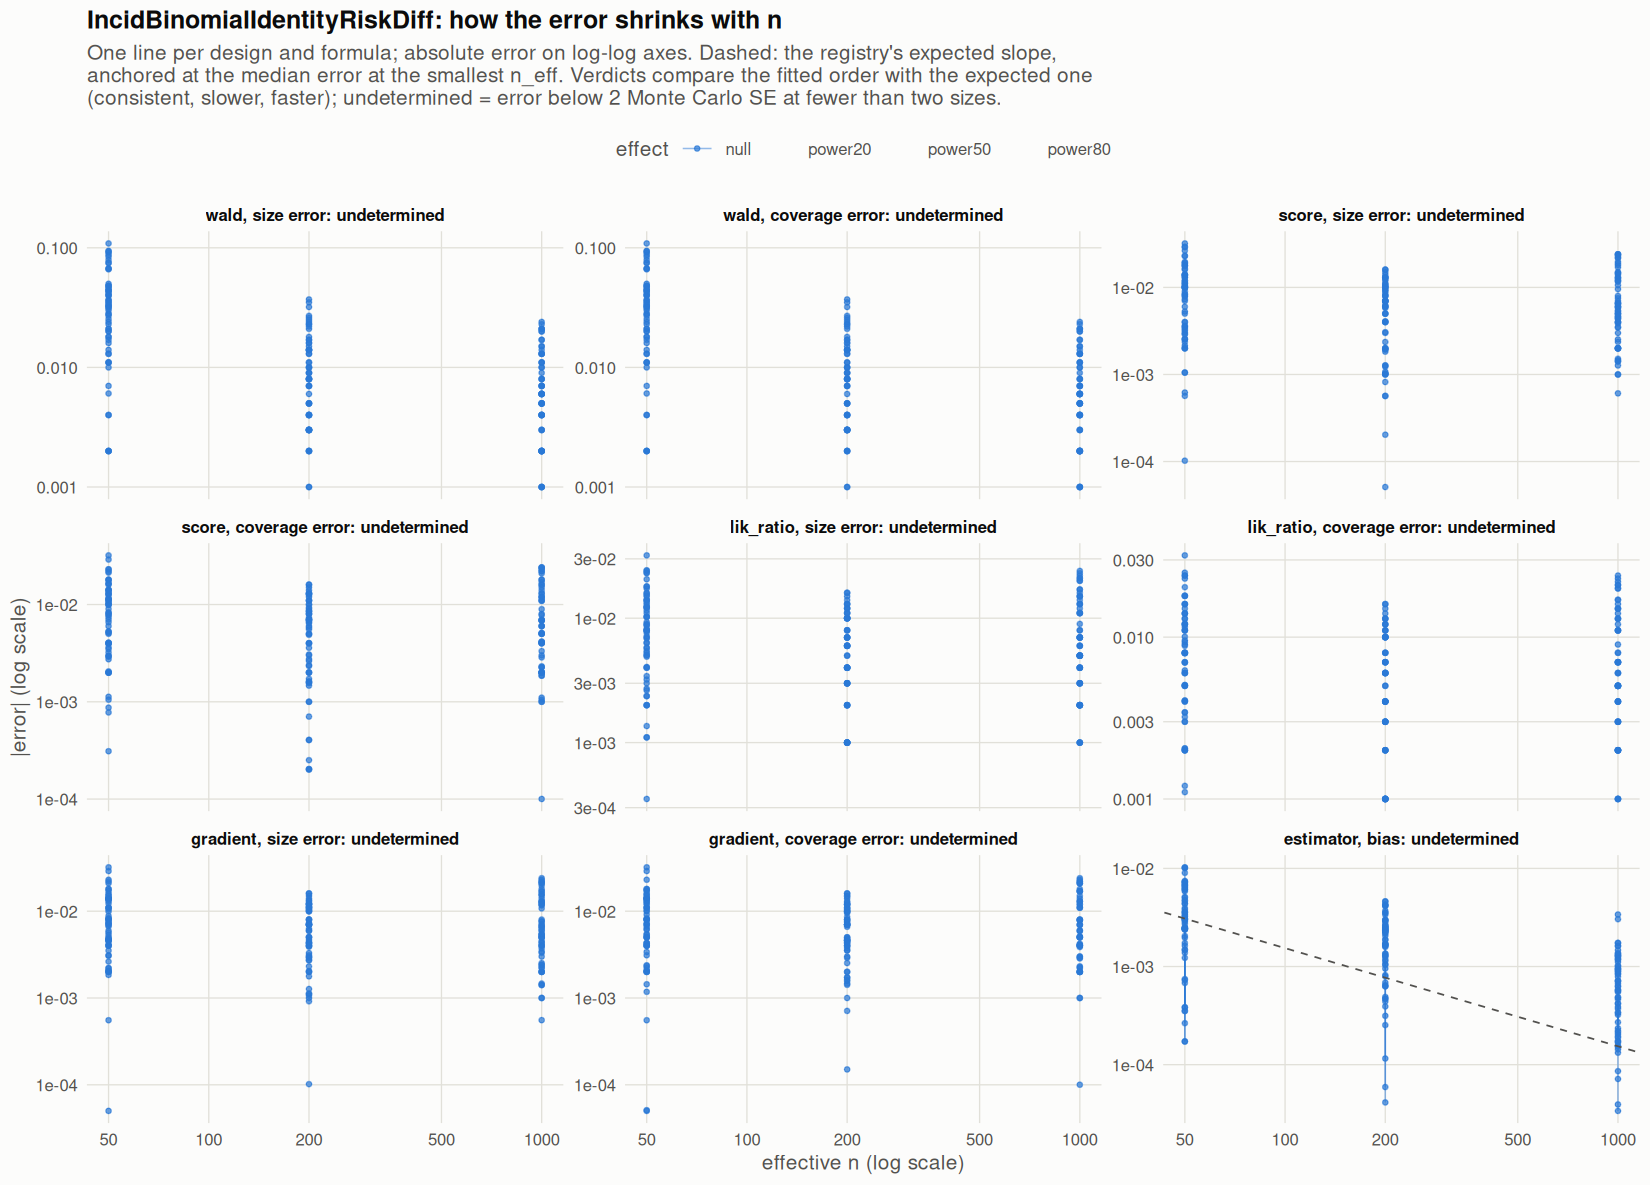 IncidBinomialIdentityRiskDiff: how the error shrinks with n
One line per design and formula; absolute error on log-log axes. Dashed: the registry's expected slope,
anchored at the median error at the smallest n_eff. Verdicts compare the fitted order with the expected one
(consistent, slower, faster); undetermined = error below 2 Monte Carlo SE at fewer than two sizes.
effect null power20 power50 power80
wald, size error: undetermined
0.100
0.010
0.001
wald, coverage error: undetermined
0.100
0.010
0.001
score, size error: undetermined
1e-02
1e-03
1e-04
score, coverage error: undetermined
1e-02
1e-03
1e-04
lik_ratio, size error: undetermined
3e-02
1e-02
3e-03
1e-03
3e-04
lik_ratio, coverage error: undetermined
0.030
0.010
0.003
0.001
gradient, size error: undetermined
1e-02
1e-03
1e-04
50 100 200 500 1000
gradient, coverage error: undetermined
1e-02
1e-03
1e-04
50 100 200 500 1000
estimator, bias: undetermined
1e-02
1e-03
1e-04
50 100 200 500 1000
|error| (log scale)
effective n (log scale)